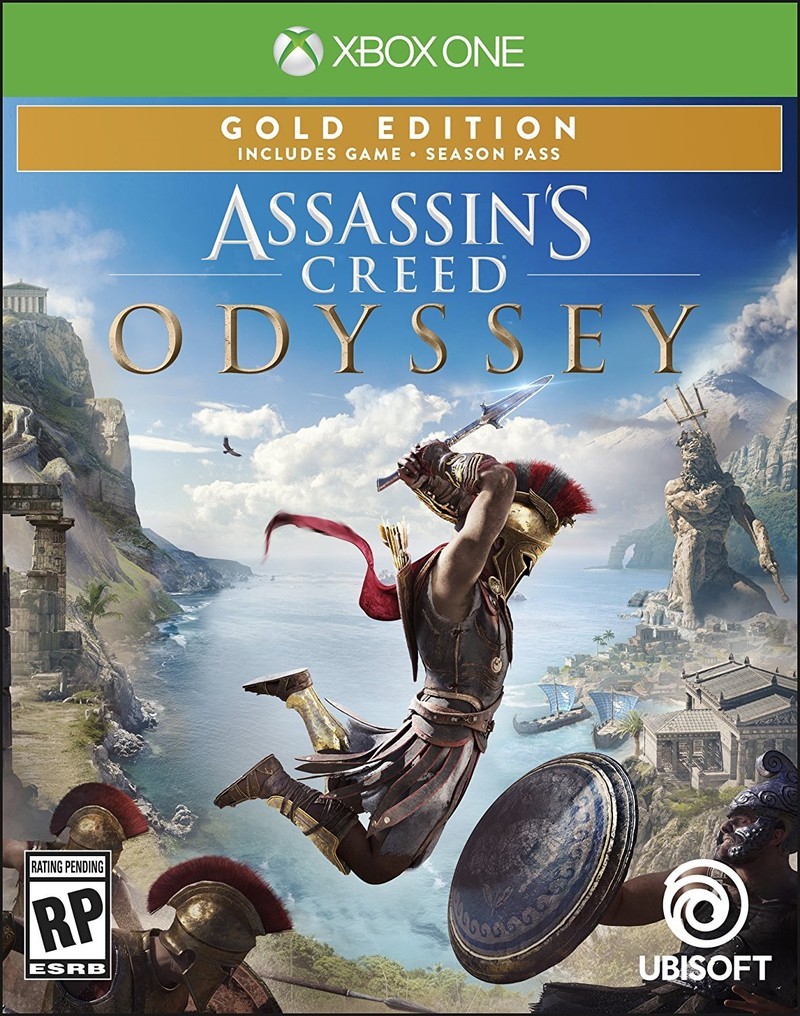 XBOX ONE
GOLD EDITION
INCLUDES GAME • SEASON PASS
ASSASSIN'S
CREED®
ODYSSEY
RATING PENDING
RP
ESRB
UBISOFT